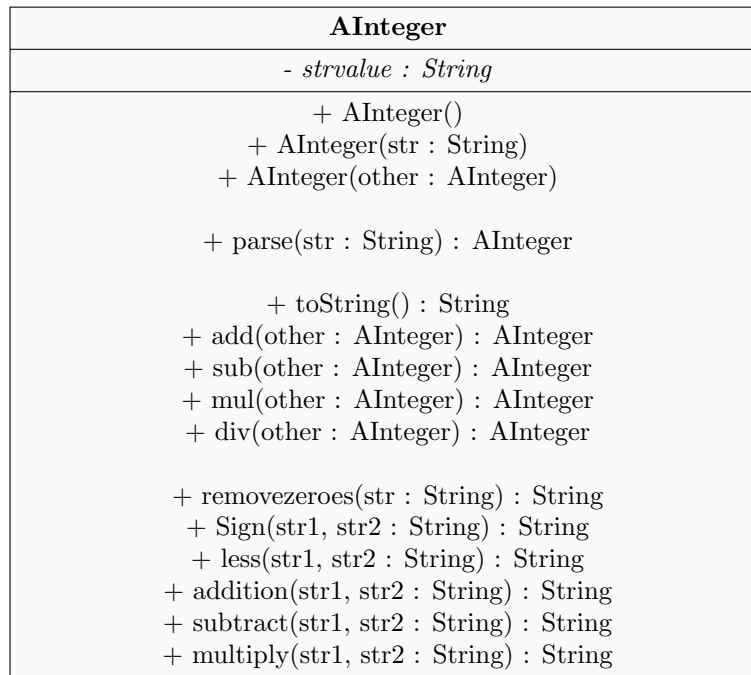 AInteger
- strvalue : String
+ AInteger()
+ AInteger(str : String)
+ AInteger(other : AInteger)
+ parse(str : String) : AInteger
+ toString() : String
+ add(other : AInteger) : AInteger
+ sub(other : AInteger) : AInteger
+ mul(other : AInteger) : AInteger
+ div(other : AInteger) : AInteger
+ removezeroes(str : String) : String
+ Sign(str1, str2 : String) : String
+ less(str1, str2 : String) : String
+ addition(str1, str2 : String) : String
+ subtract(str1, str2 : String) : String
+ multiply(str1, str2 : String) : String